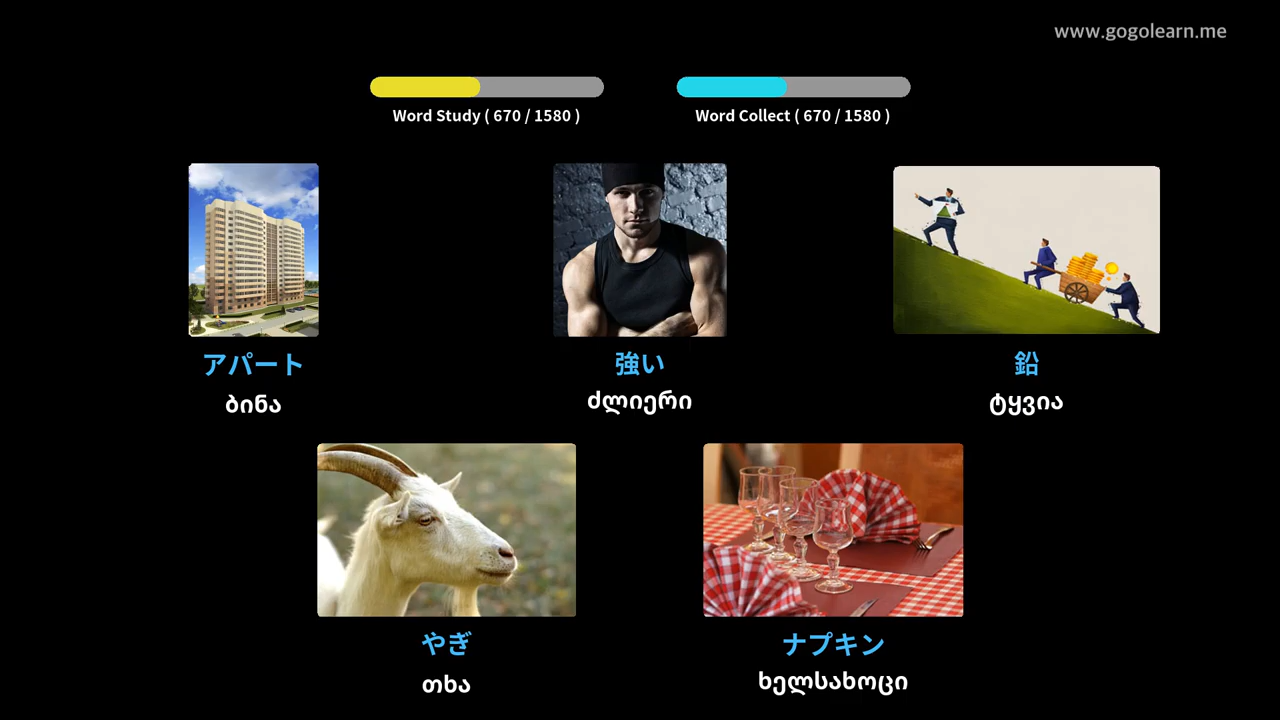 www.gogolearn.me
Word Study ( 670 / 1580 )
Word Collect ( 670 / 1580 )
アパート
ბინა
強い
ძლიერი
鉛
ტყვია
やぎ
თხა
ナプキン
ხელსახოცი